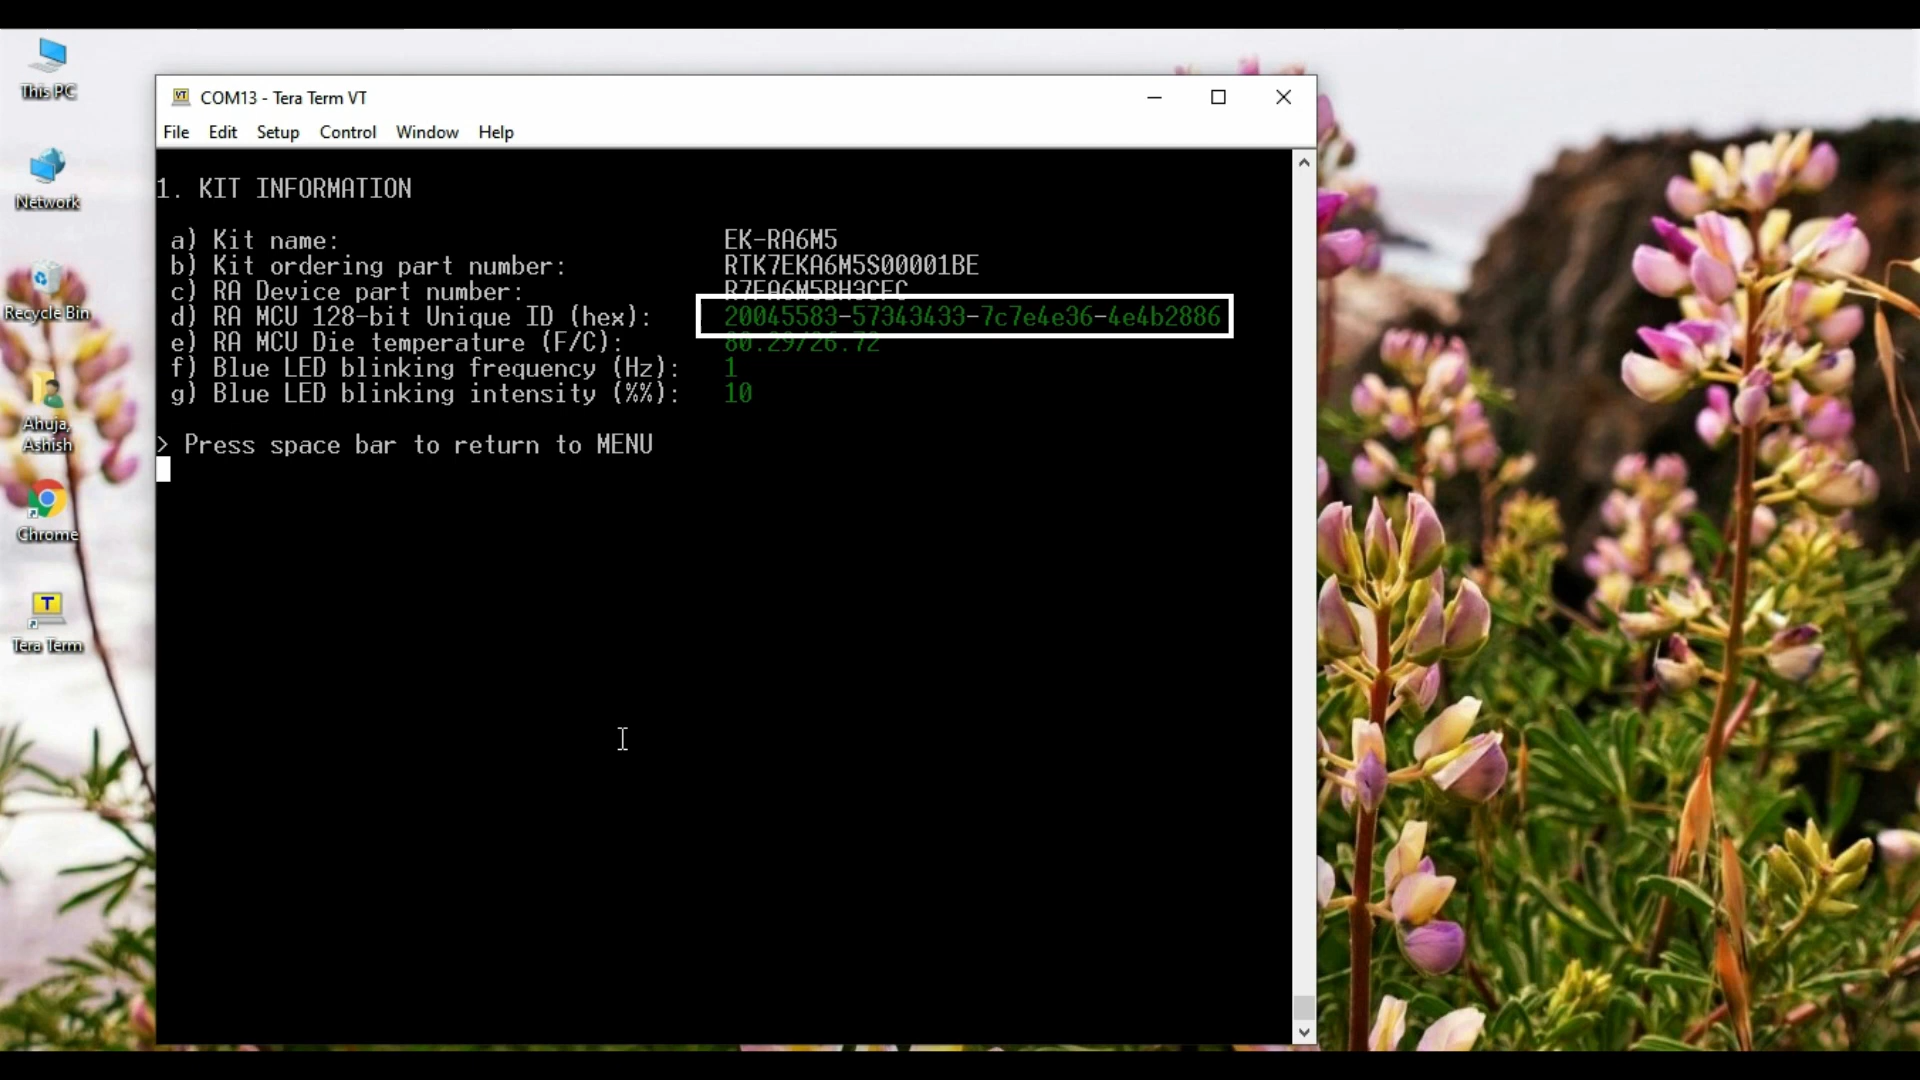 This PC
Network
Recycle Bin
Ahuja,
Ashish
Chrome
Tera Term
COM13 - Tera Term VT
File Edit Setup Control Window Help
1. KIT INFORMATION
a) Kit name: EK-RA6M5
b) Kit ordering part number: RTK7EKA6M5S00001BE
c) RA Device part number: R7FA6M5BH3CFC
d) RA MCU 128-bit Unique ID (hex): 20045583-57343433-7c7e4e36-4e4b2886
e) RA MCU Die temperature (F/C): 80.29/26.72
f) Blue LED blinking frequency (Hz): 1
g) Blue LED blinking intensity (%%): 10
> Press space bar to return to MENU